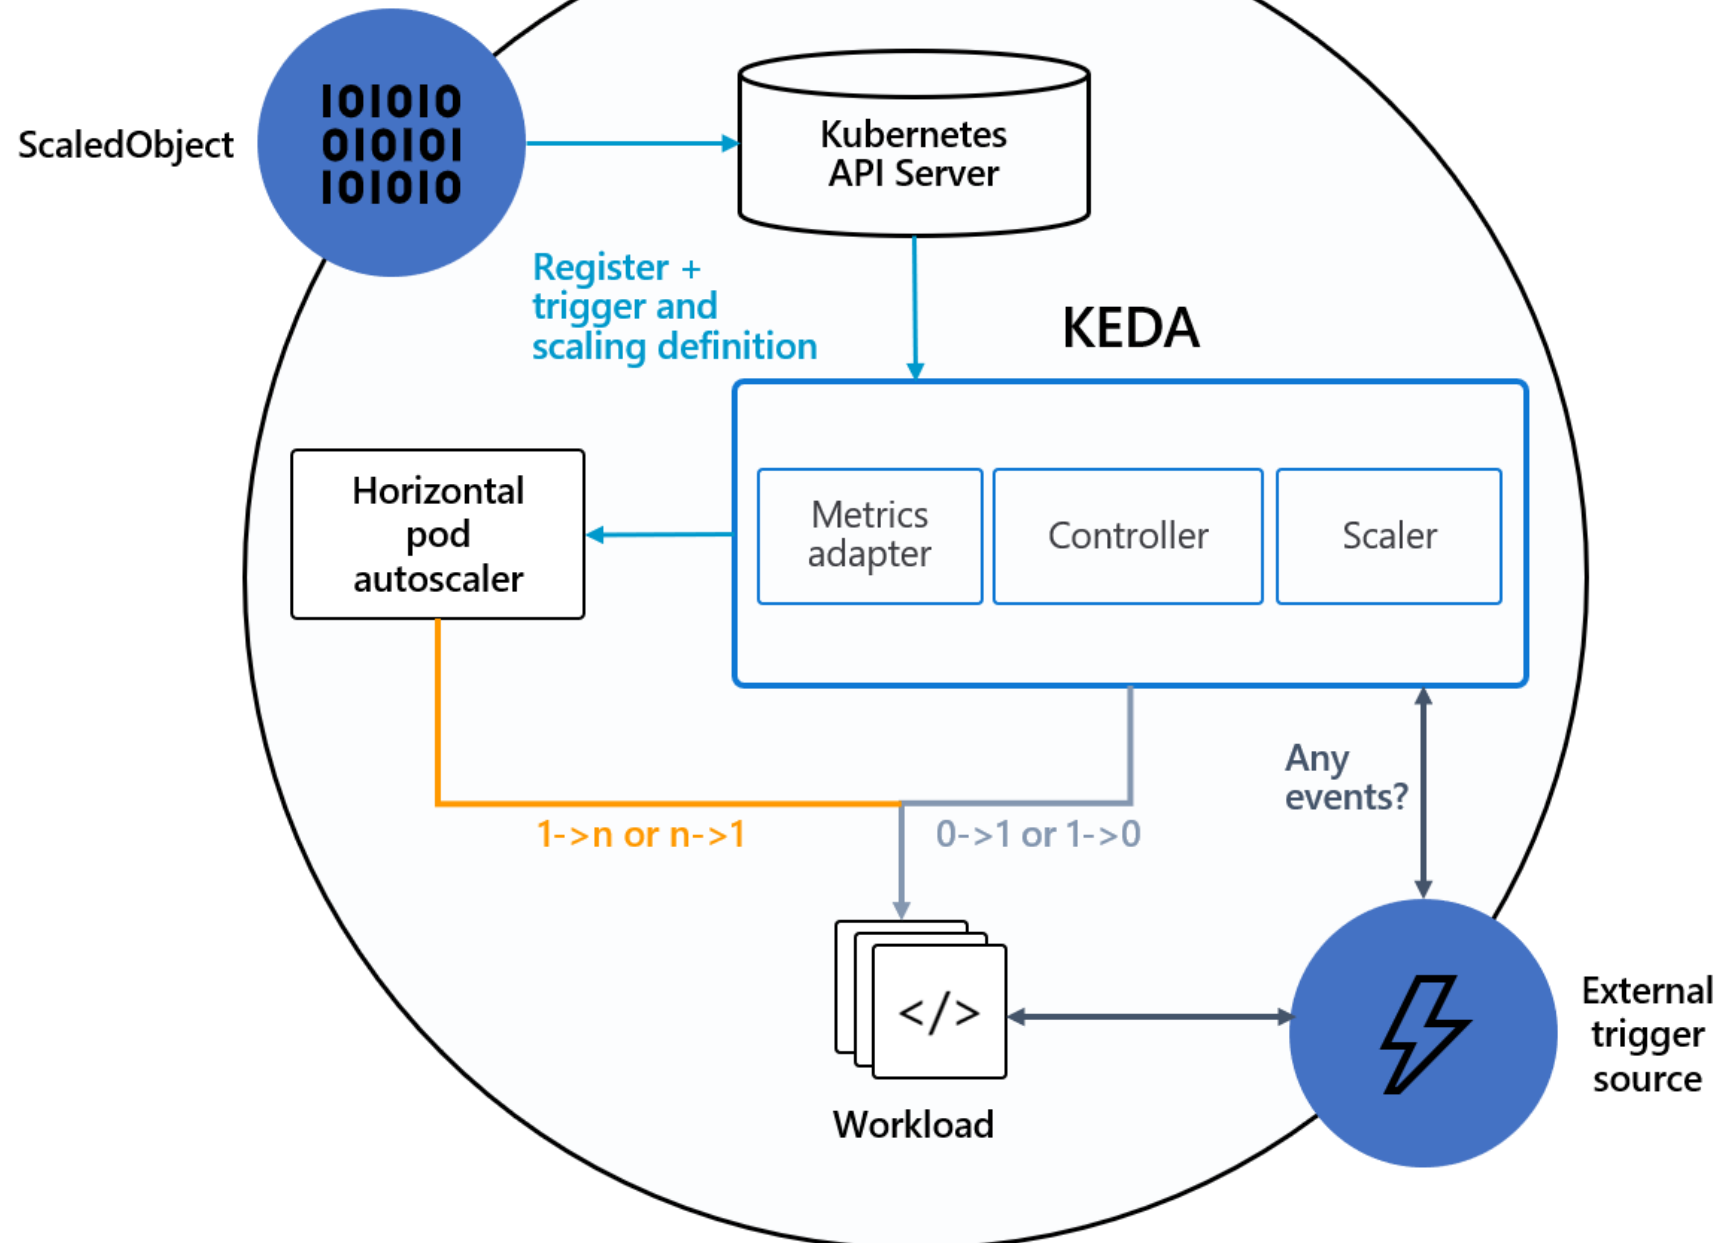 ScaledObject
101010
010101
101010
Kubernetes
API Server
Register +
trigger and
scaling definition
KEDA
Horizontal
pod
autoscaler
Metrics
adapter
Controller
Scaler
Any
events?
1->n or n->1
0->1 or 1->0
</>
Workload
External
trigger
source